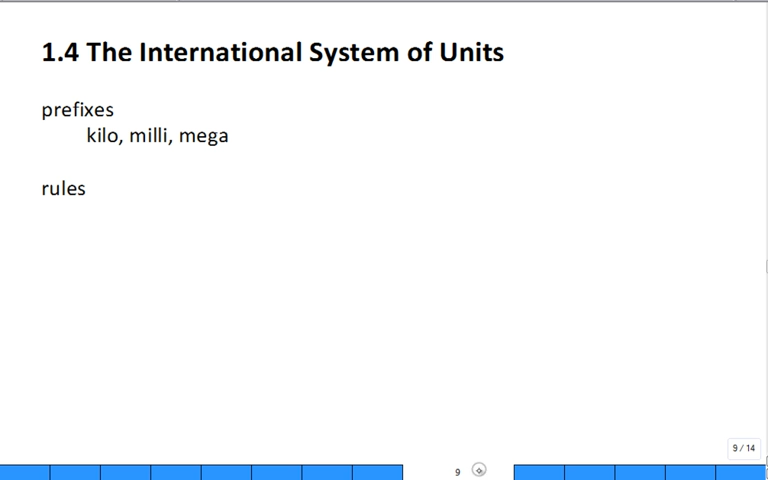 1.4 The International System of Units
prefixes
kilo, milli, mega
rules
9 / 14
9